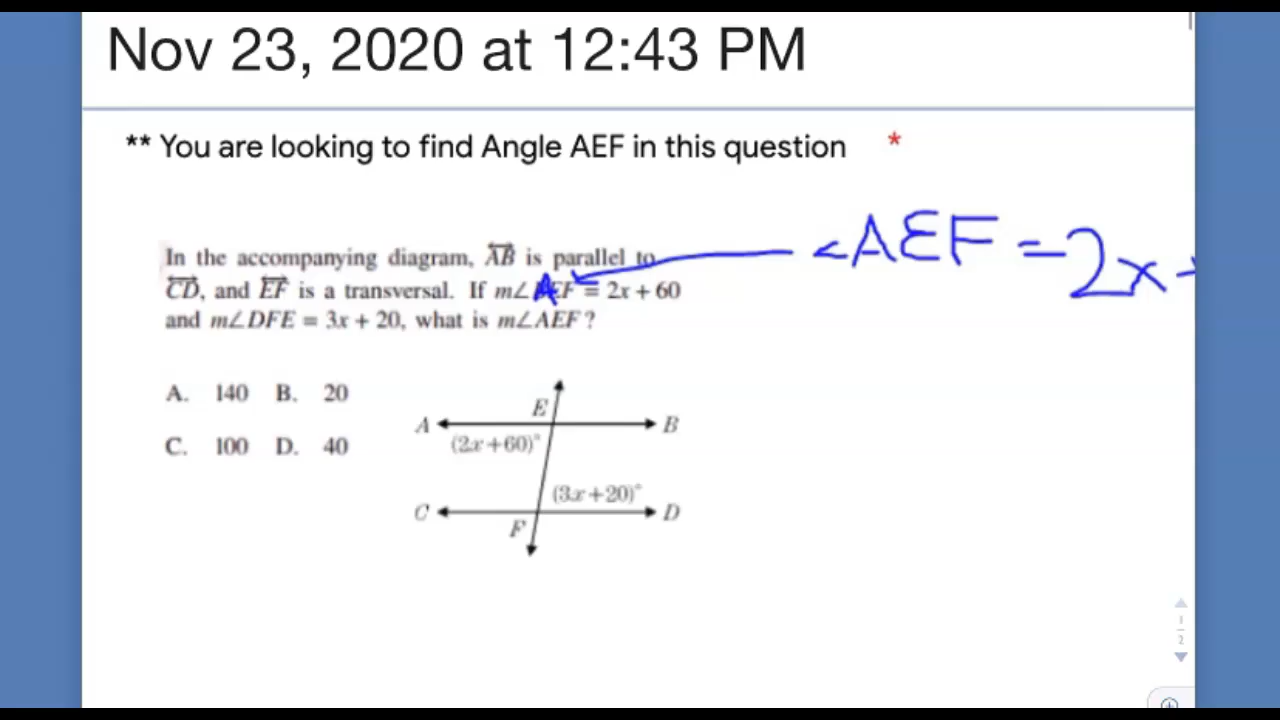 Nov 23, 2020 at 12:43 PM
** You are looking to find Angle AEF in this question *
∠AEF = 2x +
In the accompanying diagram, AB is parallel to
CD, and EF is a transversal. If m∠AEF = 2x + 60
and m∠DFE = 3x + 20, what is m∠AEF?
A. 140 B. 20
C. 100 D. 40
E
A B
(2x+60)°
(3x+20)°
C D
F
1
2